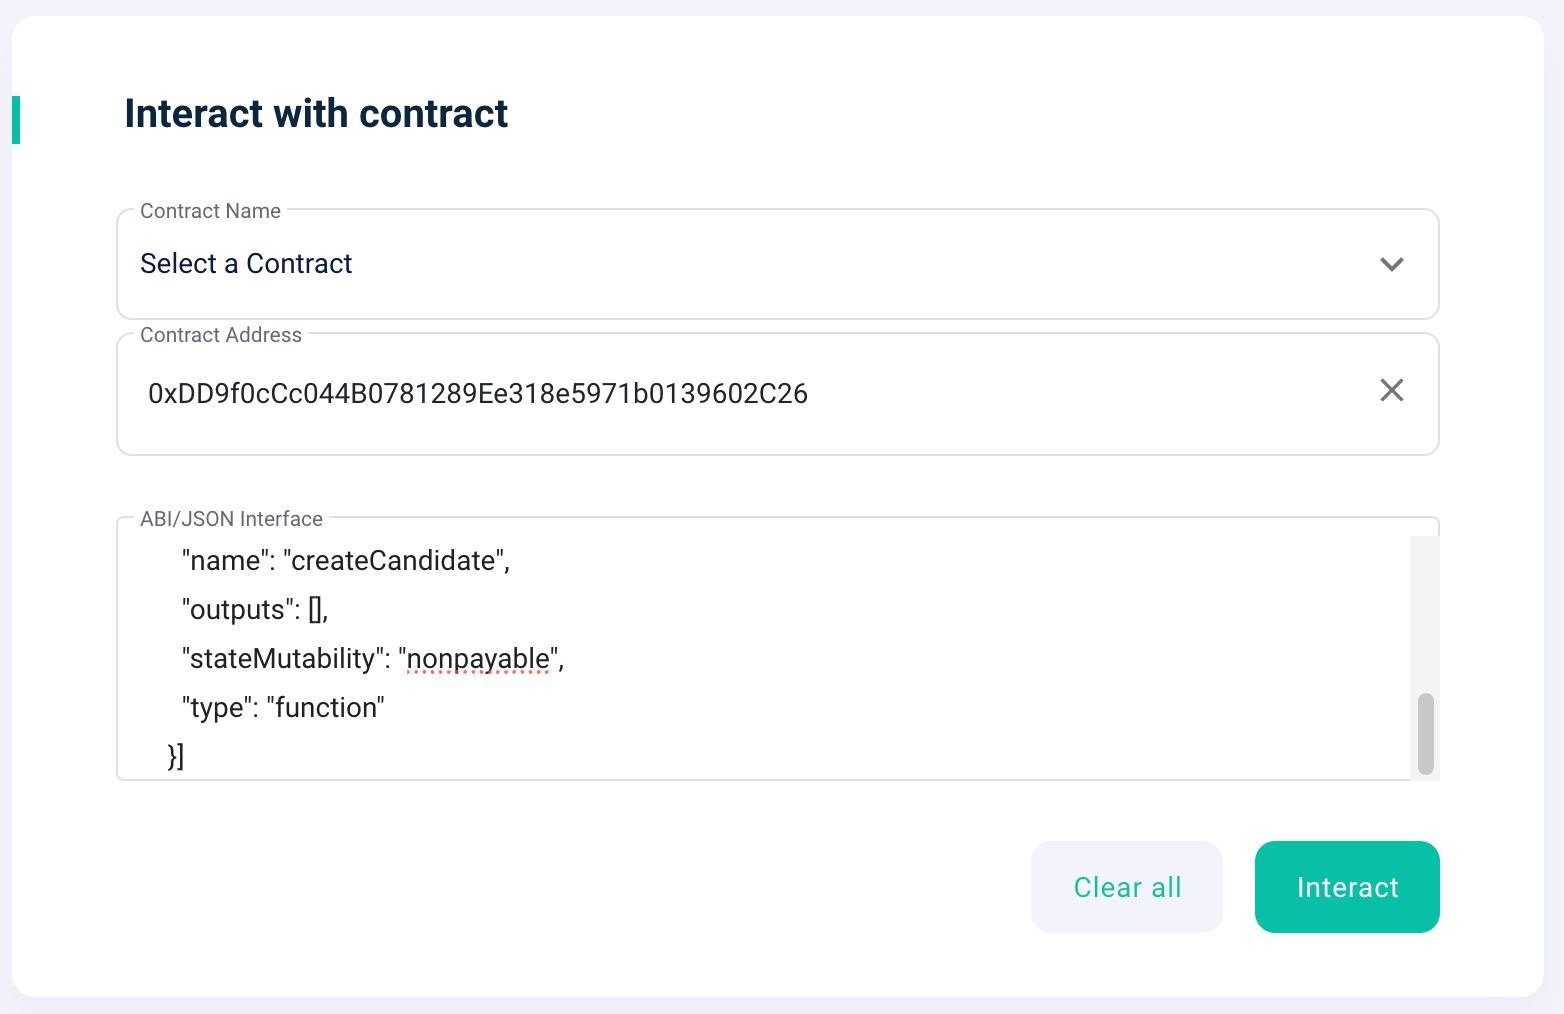 Interact with contract
Contract Name
Select a Contract
Contract Address
0xDD9f0cCc044B0781289Ee318e5971b0139602C26
ABI/JSON Interface
"name": "createCandidate",
"outputs": [],
"stateMutability": "nonpayable",
"type": "function"
}]
Clear all
Interact